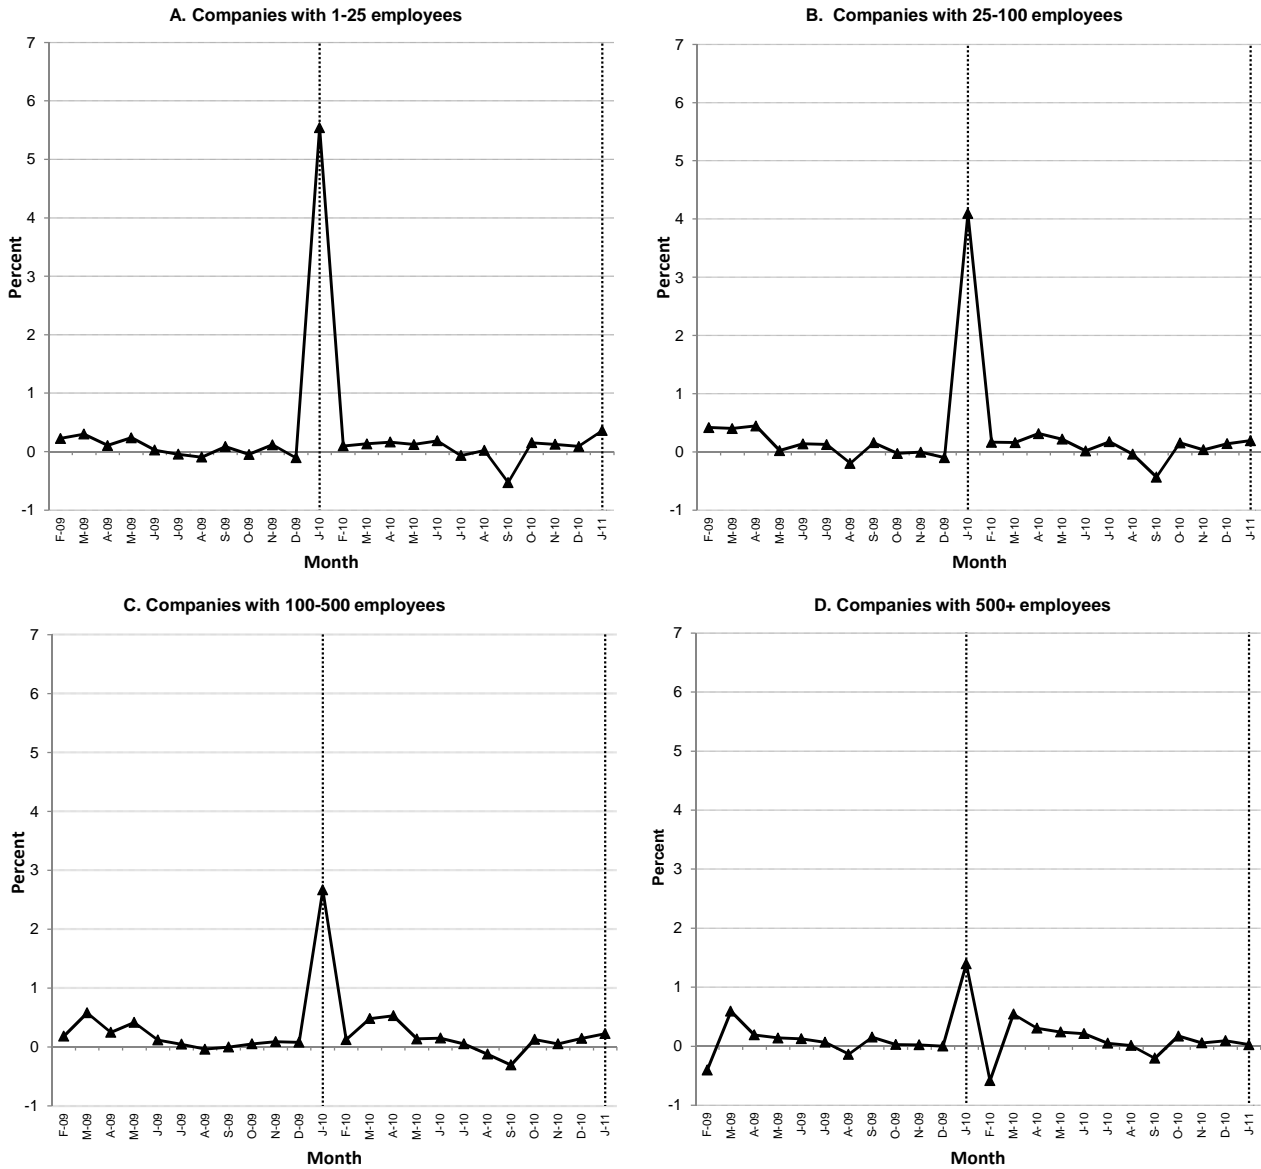 A. Companies with 1-25 employees
7
6
5
4
3
2
1
0
-1
Percent
F-09 M-09 A-09 M-09 J-09 J-09 A-09 S-09 O-09 N-09 D-09 J-10 F-10 M-10 A-10 M-10 J-10 J-10 A-10 S-10 O-10 N-10 D-10 J-11
Month
B. Companies with 25-100 employees
7
6
5
4
3
2
1
0
-1
Percent
F-09 M-09 A-09 M-09 J-09 J-09 A-09 S-09 O-09 N-09 D-09 J-10 F-10 M-10 A-10 M-10 J-10 J-10 A-10 S-10 O-10 N-10 D-10 J-11
Month
C. Companies with 100-500 employees
7
6
5
4
3
2
1
0
-1
Percent
F-09 M-09 A-09 M-09 J-09 J-09 A-09 S-09 O-09 N-09 D-09 J-10 F-10 M-10 A-10 M-10 J-10 J-10 A-10 S-10 O-10 N-10 D-10 J-11
Month
D. Companies with 500+ employees
7
6
5
4
3
2
1
0
-1
Percent
F-09 M-09 A-09 M-09 J-09 J-09 A-09 S-09 O-09 N-09 D-09 J-10 F-10 M-10 A-10 M-10 J-10 J-10 A-10 S-10 O-10 N-10 D-10 J-11
Month